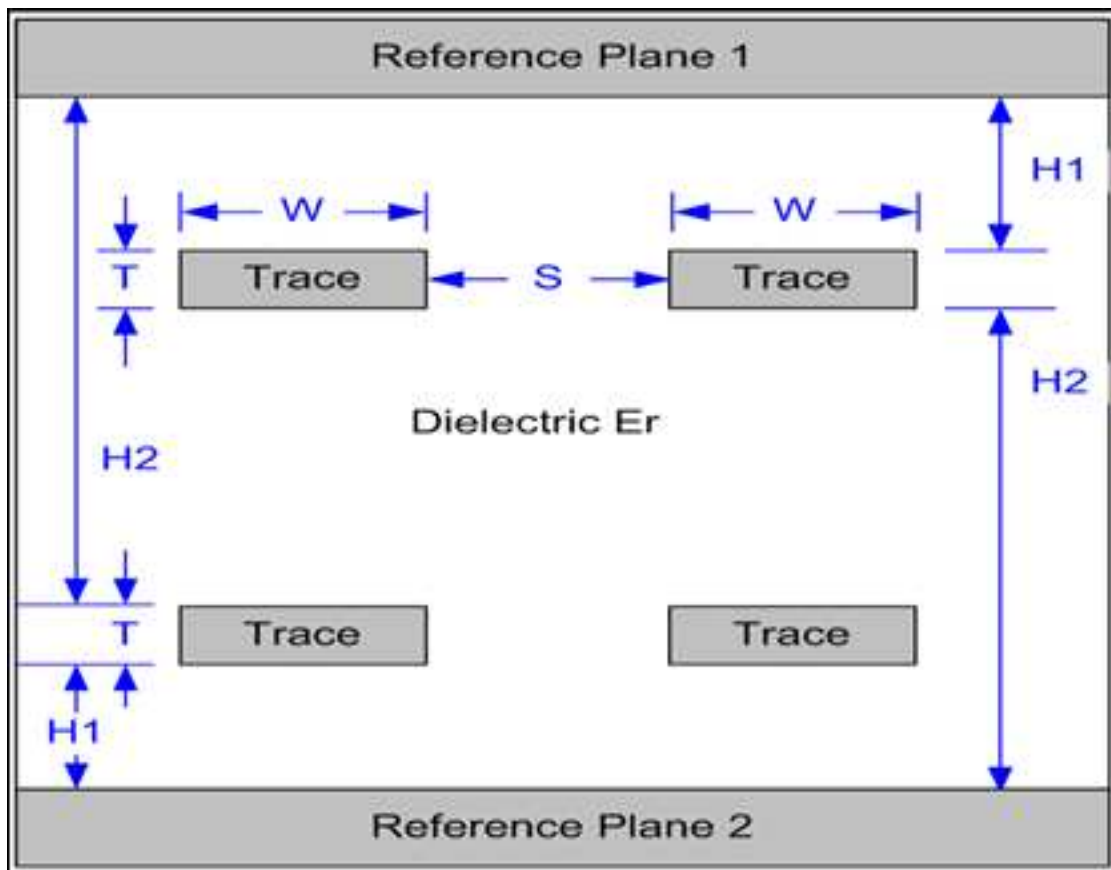 Reference Plane 1
H1
W
W
T
Trace
S
Trace
H2
Dielectric Er
H2
T
Trace
Trace
H1
Reference Plane 2